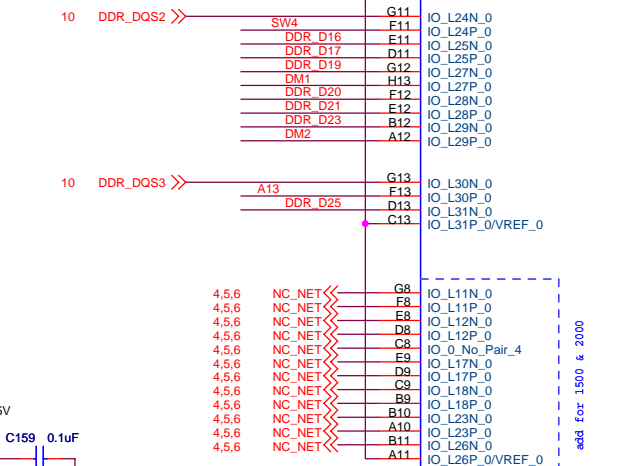 10 DDR_DQS2 G11 IO_L24N_0
SW4 F11 IO_L24P_0
DDR_D16 E11 IO_L25N_0
DDR_D17 D11 IO_L25P_0
DDR_D19 G12 IO_L27N_0
DM1 H13 IO_L27P_0
DDR_D20 F12 IO_L28N_0
DDR_D21 E12 IO_L28P_0
DDR_D23 B12 IO_L29N_0
DM2 A12 IO_L29P_0
10 DDR_DQS3 G13 IO_L30N_0
A13 F13 IO_L30P_0
DDR_D25 D13 IO_L31N_0
C13 IO_L31P_0/VREF_0
4,5,6 NC_NET G8 IO_L11N_0
4,5,6 NC_NET F8 IO_L11P_0
4,5,6 NC_NET E8 IO_L12N_0
4,5,6 NC_NET D8 IO_L12P_0
4,5,6 NC_NET C8 IO_0_No_Pair_4
4,5,6 NC_NET E9 IO_L17N_0
4,5,6 NC_NET D9 IO_L17P_0
4,5,6 NC_NET C9 IO_L18N_0
4,5,6 NC_NET B9 IO_L18P_0
4,5,6 NC_NET B10 IO_L23N_0
4,5,6 NC_NET A10 IO_L23P_0
4,5,6 NC_NET B11 IO_L26N_0
A11 IO_L26P_0/VREF_0
add for 1500 & 2000
C159 0.1uF